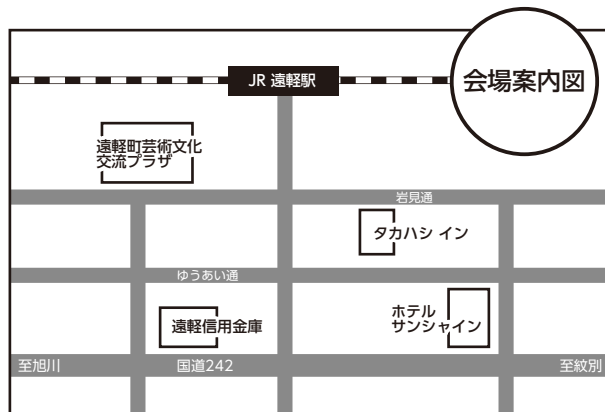 会場案内図
JR 遠軽駅
遠軽町芸術文化
交流プラザ
岩見通
タカハシ イン
ゆうあい通
遠軽信用金庫
ホテル
サンシャイン
至旭川
国道242
至紋別